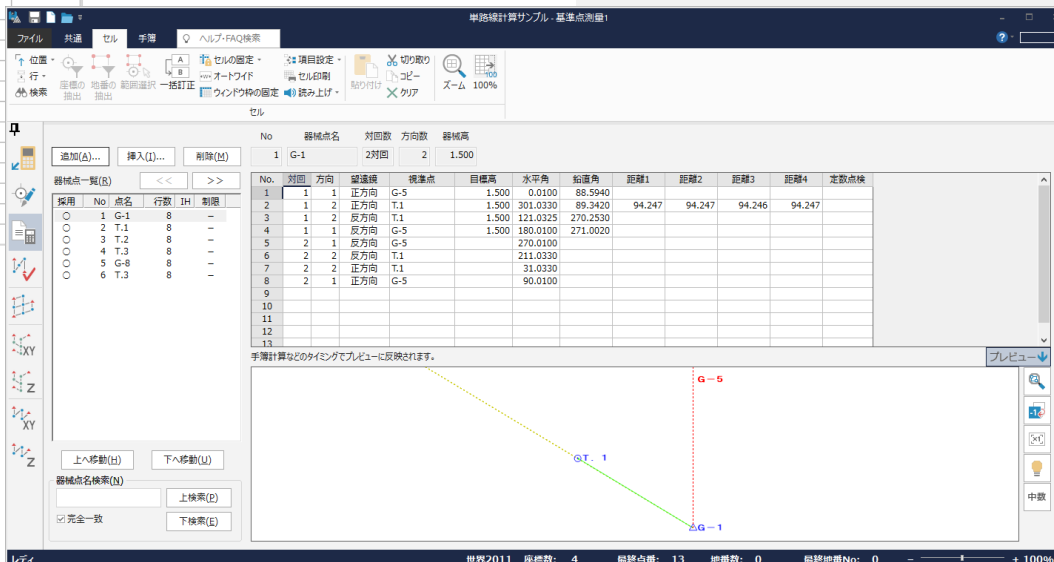 単路線計算サンプル - 基準点測量1
ファイル 共通 セル 手簿 ヘルプ・FAQ検索
位置 行 検索 座標の抽出 地番の抽出 範囲選択 A B 一括訂正 セルの固定 オートワイド ウィンドウ枠の固定 項目設定 セル印刷 読み上げ 貼り付け 切り取り コピー クリア ズーム 100 100%
セル
追加(A)... 挿入(I)... 削除(M)
器械点一覧(R) << >>
採用 No 点名 行数 IH 制限
○ 1 G-1 8 −
○ 2 T.1 8 −
○ 3 T.2 8 −
○ 4 T.3 8 −
○ 5 G-8 8 −
○ 6 T.3 8 −
上へ移動(H) 下へ移動(U)
器械点名検索(N)
上検索(P)
完全一致 下検索(E)
XY
Z
XY
Z
No 器械点名 対回数 方向数 器械高
1 G-1 2対回 2 1.500
No. 対回 方向 望遠鏡 視準点 目標高 水平角 鉛直角 距離1 距離2 距離3 距離4 定数点検
1 1 1 正方向 G-5 1.500 0.0100 88.5940
2 1 2 正方向 T.1 1.500 301.0330 89.3420 94.247 94.247 94.246 94.247
3 1 2 反方向 T.1 1.500 121.0325 270.2530
4 1 1 反方向 G-5 1.500 180.0100 271.0020
5 2 1 反方向 G-5 270.0100
6 2 2 反方向 T.1 211.0330
7 2 2 正方向 T.1 31.0330
8 2 1 正方向 G-5 90.0100
9
10
11
12
13
手簿計算などのタイミングでプレビューに反映されます。 プレビュー
G－5
T．1
G－1
中数
レディ 世界2011 座標数: 4 最終点番: 13 地番数: 0 最終地番No: 0 − + 100%